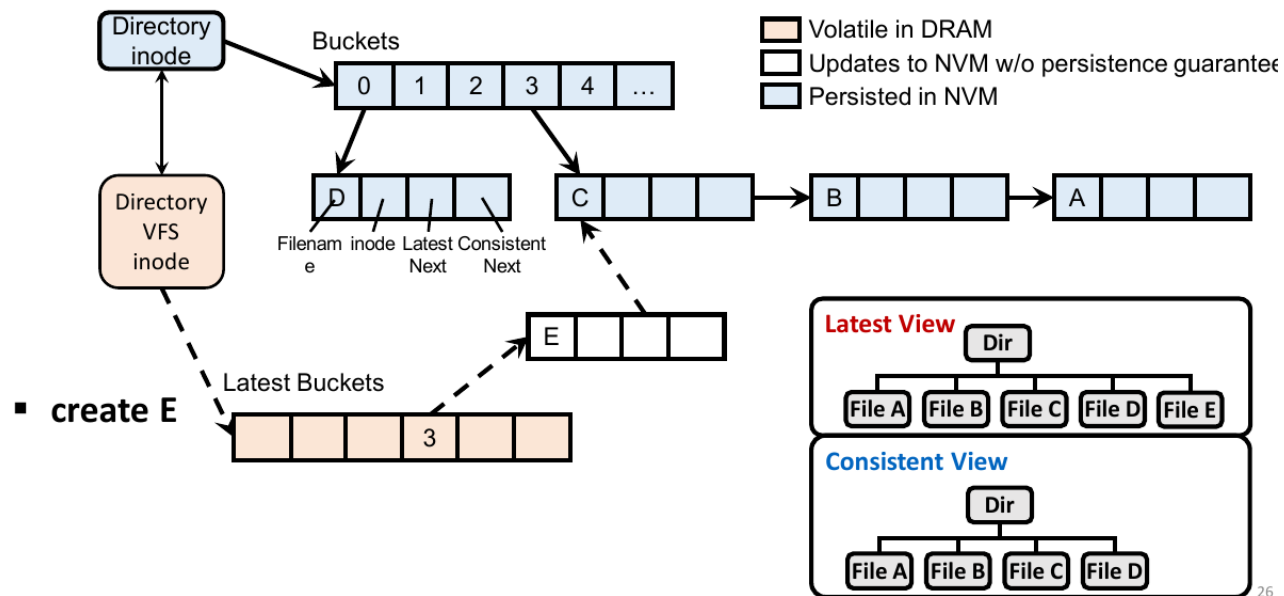 Directory
inode
Buckets
0 1 2 3 4 ...
Volatile in DRAM
Updates to NVM w/o persistence guarantee
Persisted in NVM
Directory
VFS
inode
D
C
B
A
Filenam
e
inode
Latest
Next
Consistent
Next
E
Latest Buckets
3
▪ create E
Latest View
Dir
File A File B File C File D File E
Consistent View
Dir
File A File B File C File D
26